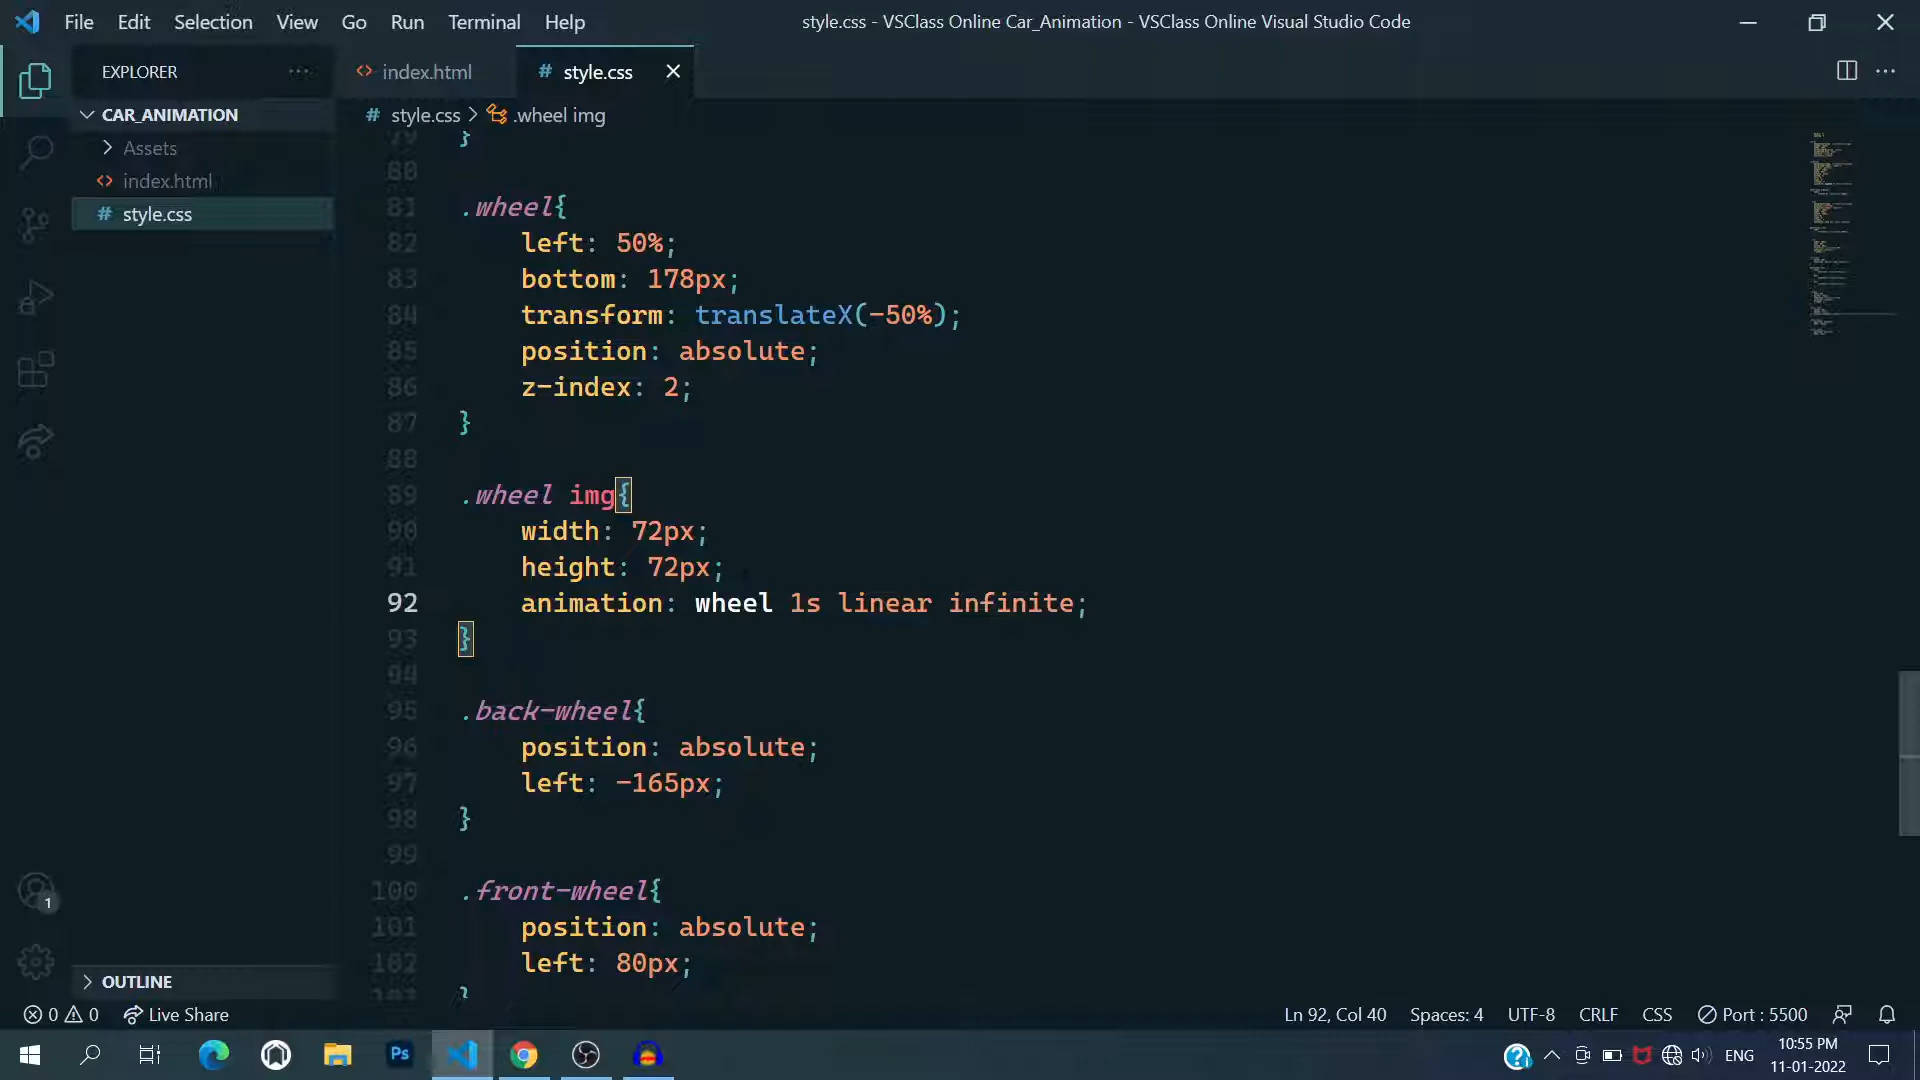 File Edit Selection View Go Run Terminal Help
style.css - VSClass Online Car_Animation - VSClass Online Visual Studio Code
EXPLORER
index.html
# style.css
CAR_ANIMATION
# style.css > .wheel img
Assets
index.html
# style.css
79 }
80
81 .wheel{
82 left: 50%;
83 bottom: 178px;
84 transform: translateX(-50%);
85 position: absolute;
86 z-index: 2;
87 }
88
89 .wheel img{
90 width: 72px;
91 height: 72px;
92 animation: wheel 1s linear infinite;
93 }
94
95 .back-wheel{
96 position: absolute;
97 left: -165px;
98 }
99
100 .front-wheel{
101 position: absolute;
102 left: 80px;
103 }
1
OUTLINE
0 0 Live Share
Ln 92, Col 40 Spaces: 4 UTF-8 CRLF CSS Port : 5500
Ps
ENG
10:55 PM
11-01-2022